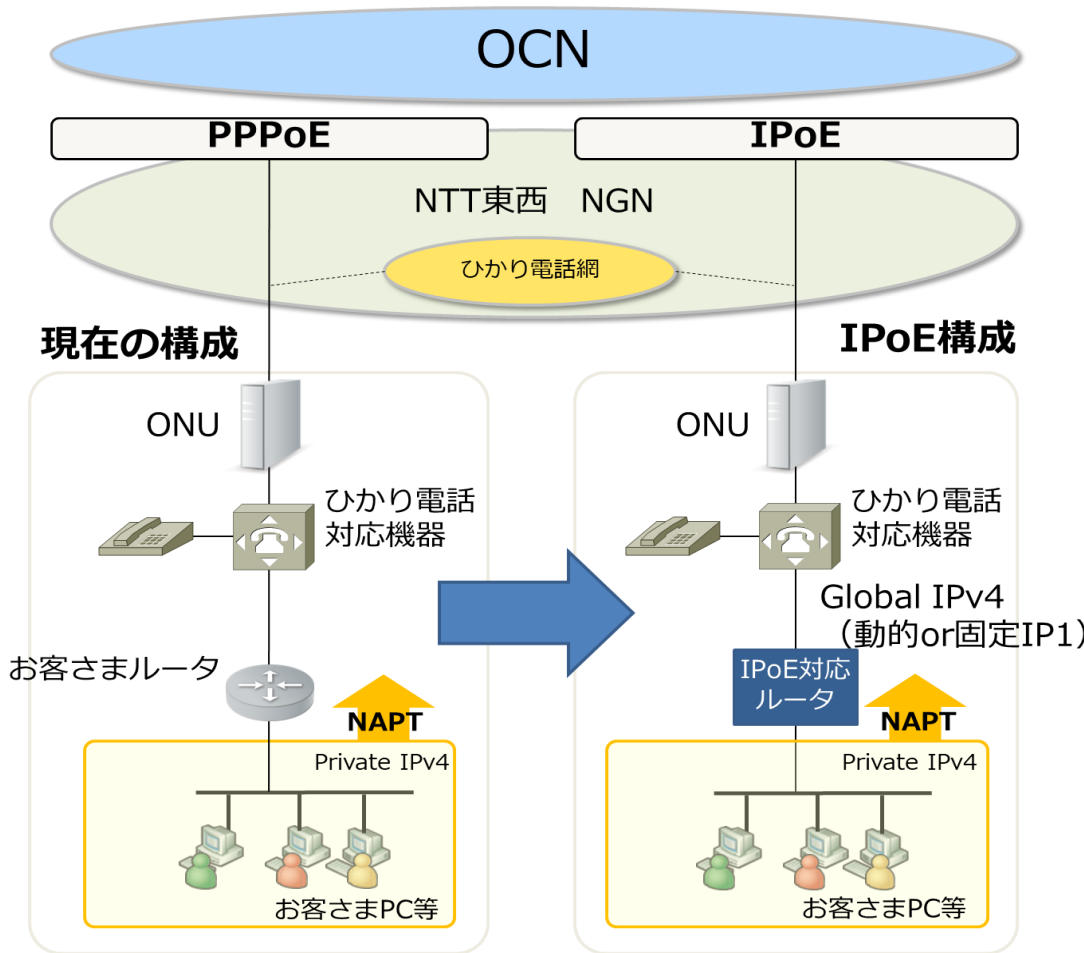 OCN
PPPoE
IPoE
NTT東西　NGN
ひかり電話網
現在の構成
ONU
ひかり電話
対応機器
お客さまルータ
NAPT
Private IPv4
お客さまPC等
IPoE構成
ONU
ひかり電話
対応機器
Global IPv4
（動的or固定IP1）
IPoE対応
ルータ
NAPT
Private IPv4
お客さまPC等